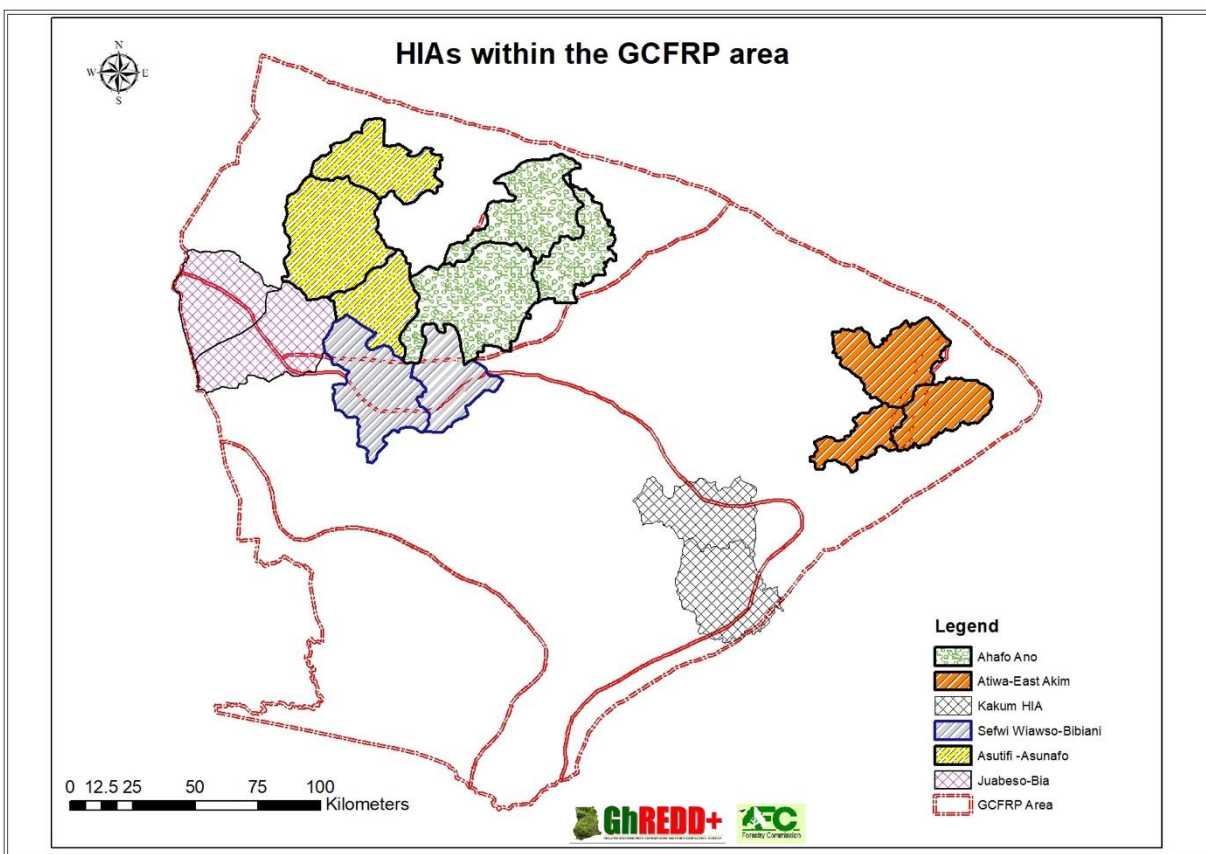 HIAs within the GCFRP area
N
W E
S
Legend
Ahafo Ano
Atiwa-East Akim
Kakum HIA
Sefwi Wiawso-Bibiani
Asutifi -Asunafo
Juabeso-Bia
GCFRP Area
0 12.5 25 50 75 100
Kilometers
GhREDD+
FC
Forestry Commission